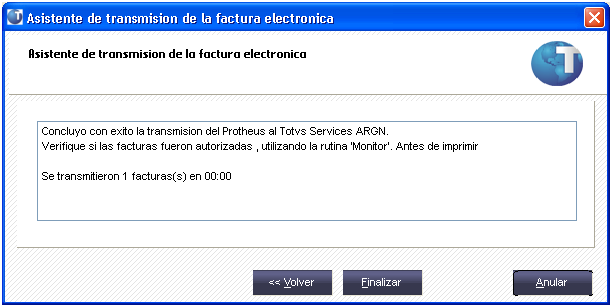 Asistente de transmision de la factura electronica
Asistente de transmision de la factura electronica
T
Concluyo con exito la transmision del Protheus al Totvs Services ARGN.
Verifique si las facturas fueron autorizadas , utilizando la rutina 'Monitor'. Antes de imprimir
Se transmitieron 1 facturas(s) en 00:00
<< Volver
Finalizar
Anular